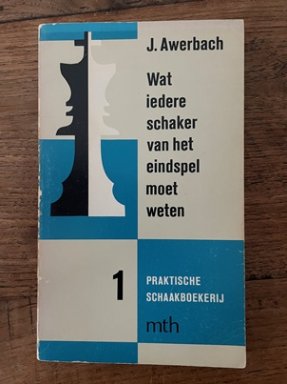 J. Awerbach
Wat
iedere
schaker
van het
eindspel
moet
weten
1
PRAKTISCHE
SCHAAKBOEKERIJ
mth